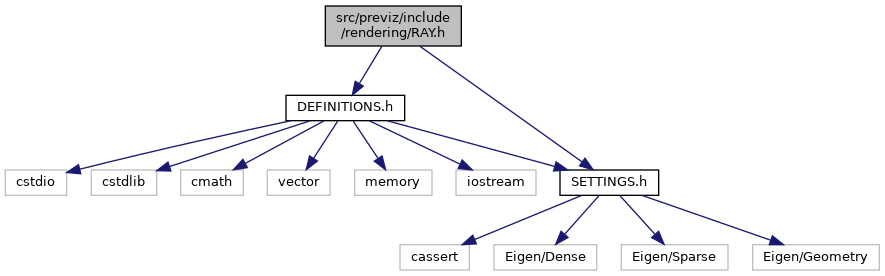 src/previz/include
/rendering/RAY.h
DEFINITIONS.h
cstdio
cstdlib
cmath
vector
memory
iostream
SETTINGS.h
cassert
Eigen/Dense
Eigen/Sparse
Eigen/Geometry